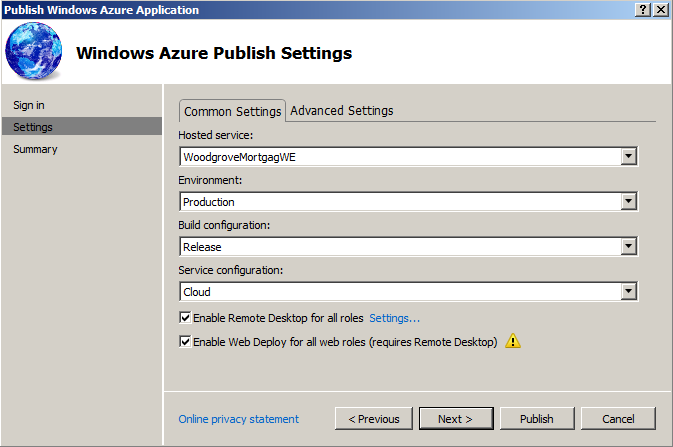 Publish Windows Azure Application
Windows Azure Publish Settings
Sign in
Settings
Summary
Common Settings Advanced Settings
Hosted service:
WoodgroveMortgagWE
Environment:
Production
Build configuration:
Release
Service configuration:
Cloud
Enable Remote Desktop for all roles Settings...
Enable Web Deploy for all web roles (requires Remote Desktop)
Online privacy statement < Previous Next > Publish Cancel